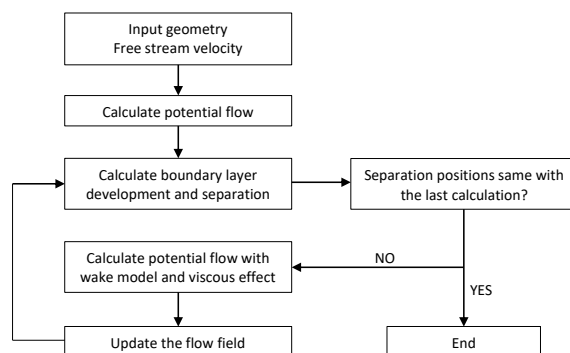 Input geometry
Free stream velocity
Calculate potential flow
Calculate boundary layer
development and separation
Separation positions same with
the last calculation?
Calculate potential flow with
wake model and viscous effect
NO
YES
Update the flow field
End